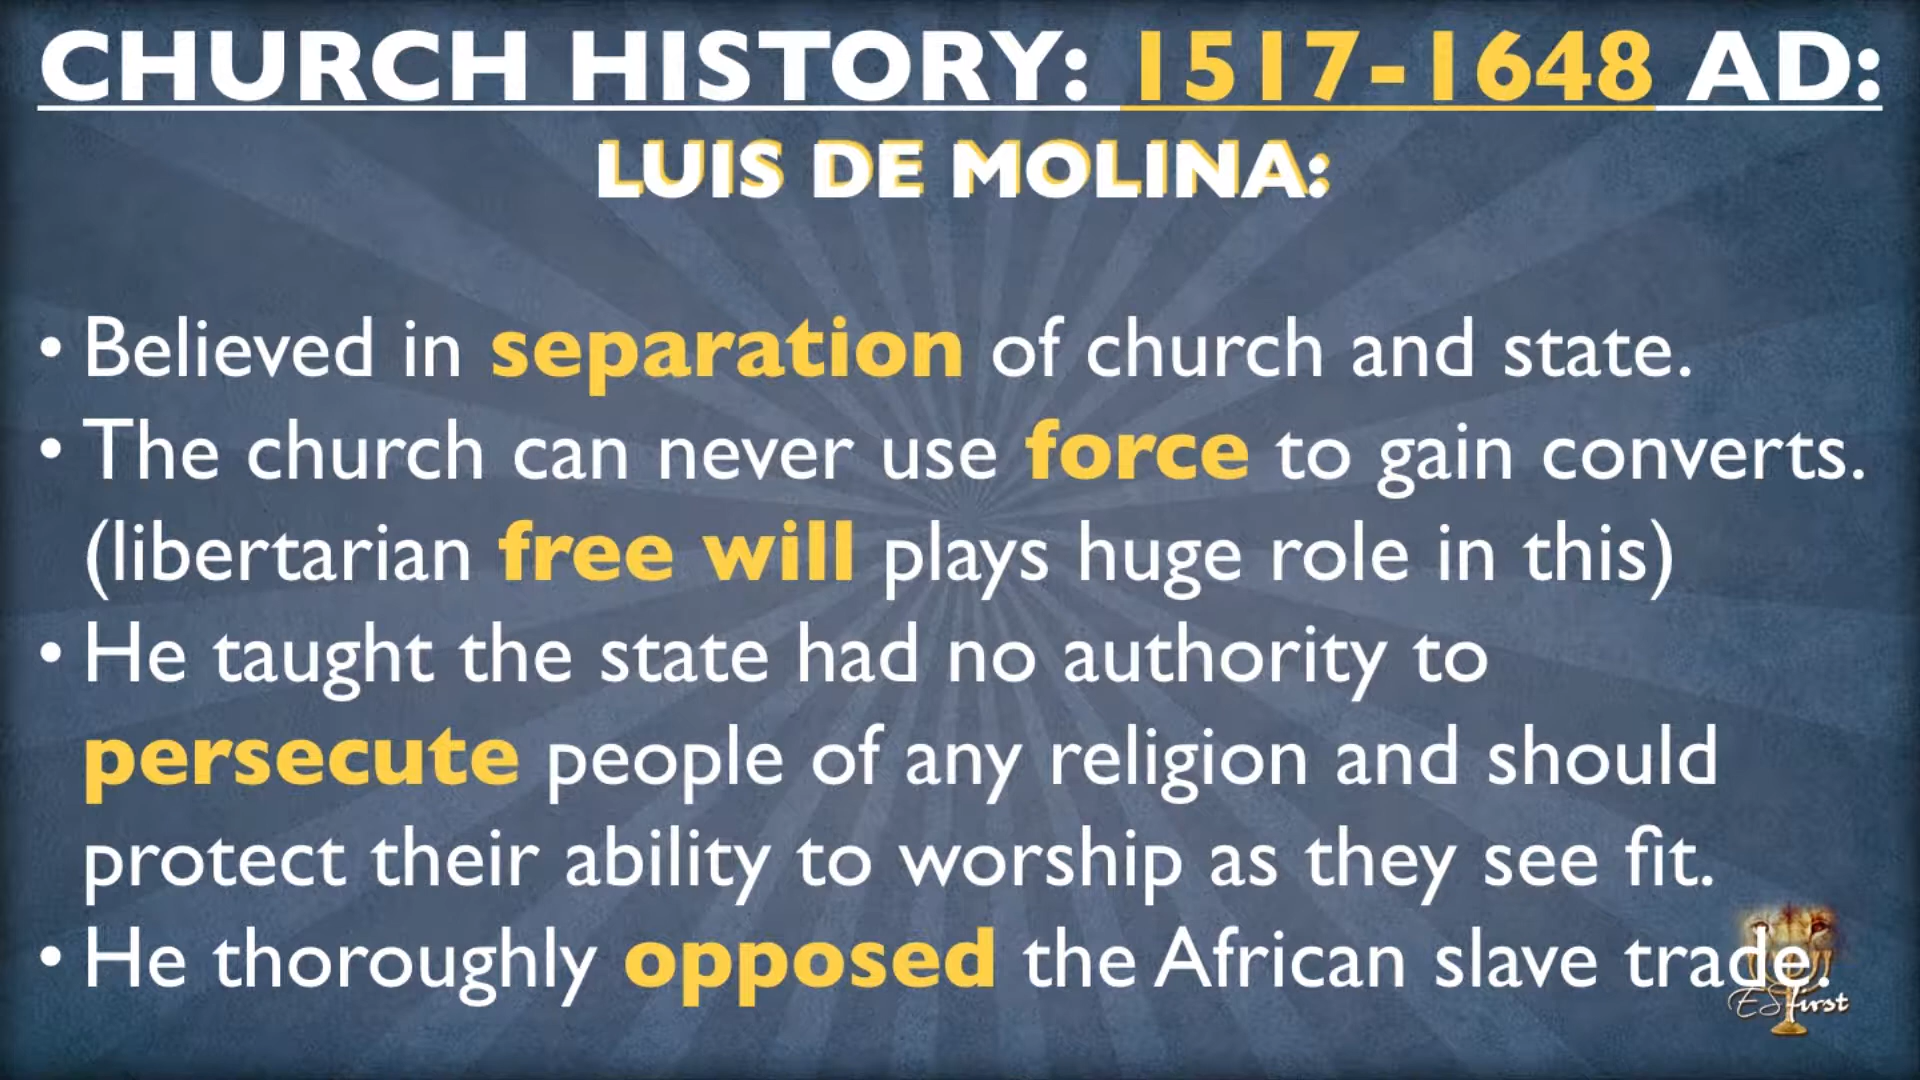 CHURCH HISTORY: 1517-1648 AD:
LUIS DE MOLINA:
• Believed in separation of church and state.
• The church can never use force to gain converts.
(libertarian free will plays huge role in this)
• He taught the state had no authority to
persecute people of any religion and should
protect their ability to worship as they see fit.
• He thoroughly opposed the African slave trade.
ESfirst